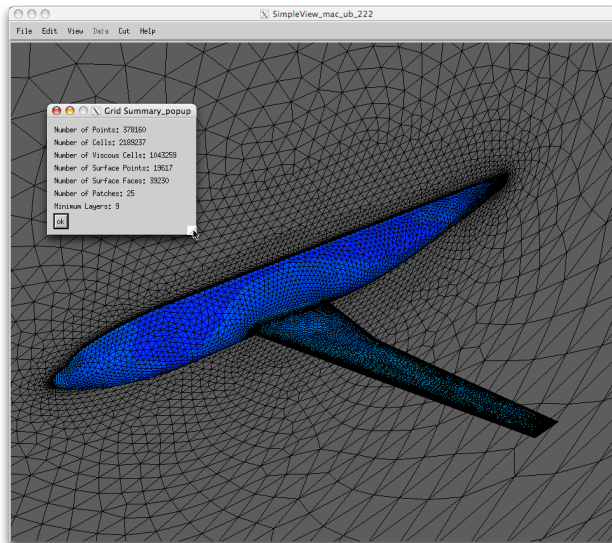 SimpleView_mac_ub_222
File Edit View Data Cut Help
Grid Summary_popup
Number of Points: 378160
Number of Cells: 2189237
Number of Viscous Cells: 1043259
Number of Surface Points: 19617
Number of Surface Faces: 39230
Number of Patches: 25
Minimum Layers: 9
ok